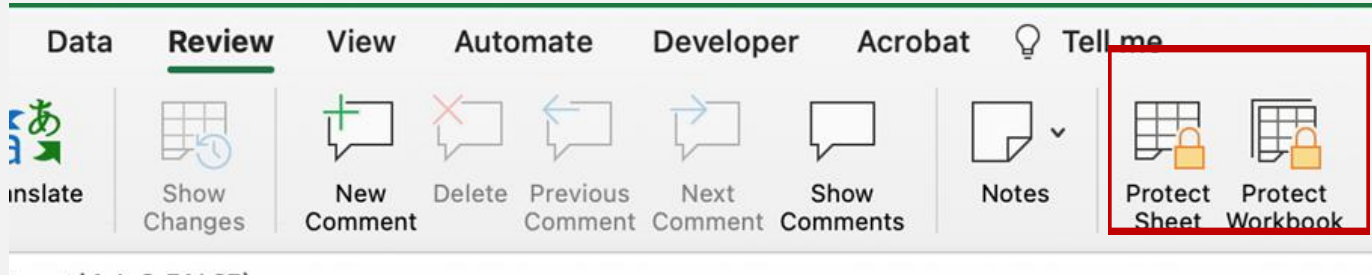 Data Review View Automate Developer Acrobat Tell me
あ
Show New Delete Previous Next Show Notes Protect Protect
Changes Comment Comment Comment Comments Sheet Workbook